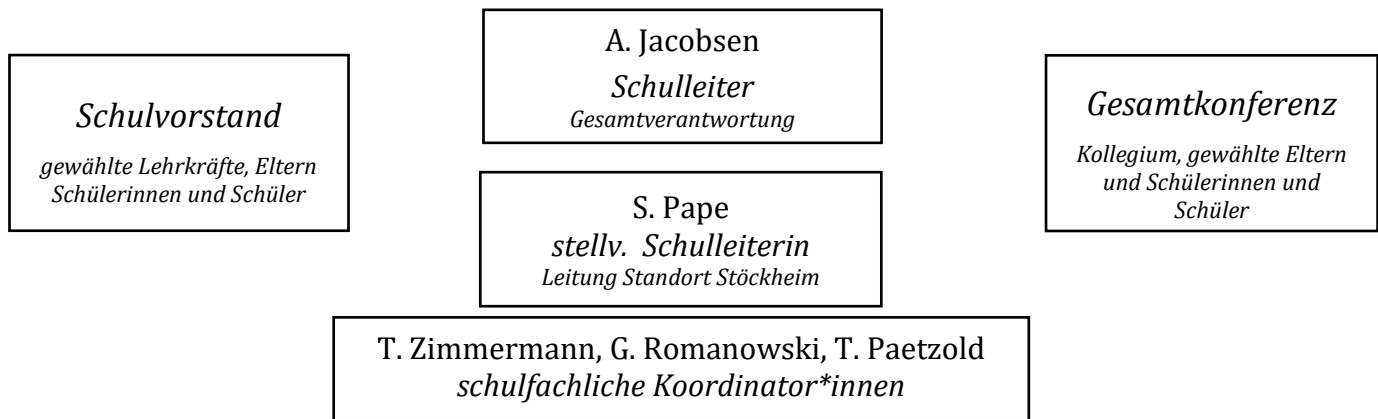 A. Jacobsen
Schulleiter
Gesamtverantwortung
Schulvorstand
gewählte Lehrkräfte, Eltern
Schülerinnen und Schüler
Gesamtkonferenz
Kollegium, gewählte Eltern
und Schülerinnen und
Schüler
S. Pape
stellv. Schulleiterin
Leitung Standort Stöckheim
T. Zimmermann, G. Romanowski, T. Paetzold
schulfachliche Koordinator*innen